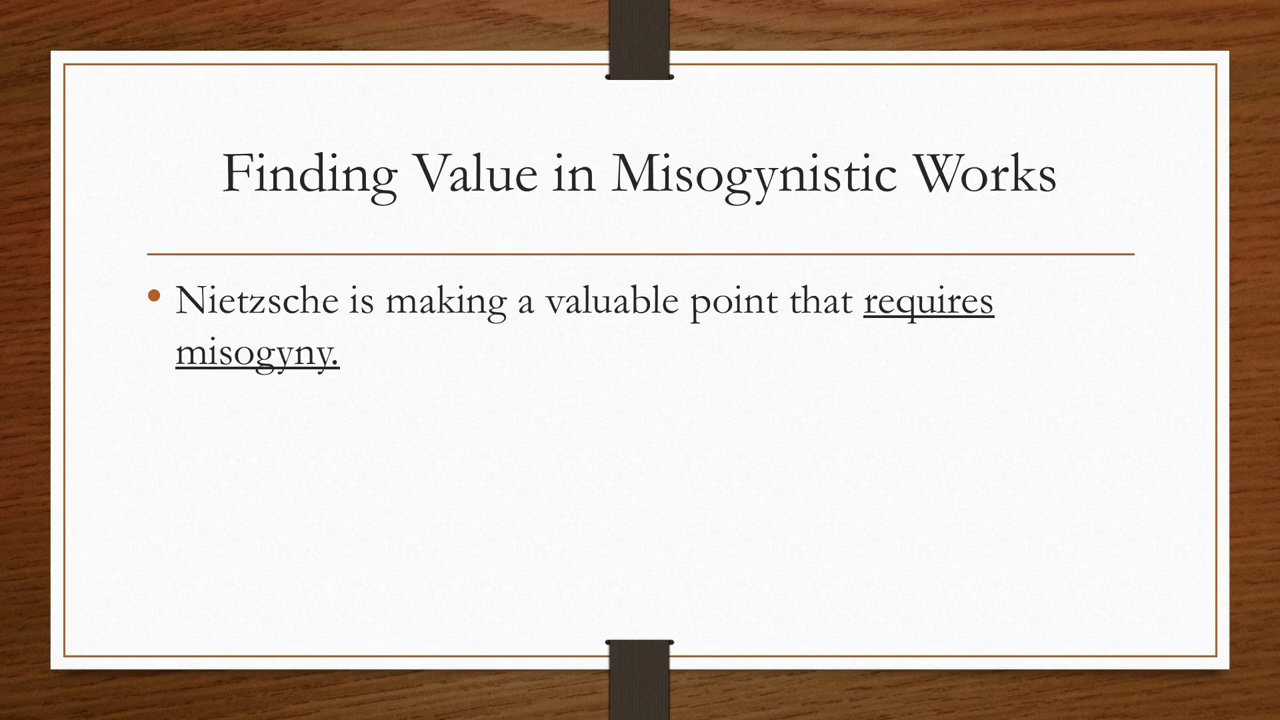 Finding Value in Misogynistic Works
• Nietzsche is making a valuable point that requires
misogyny.